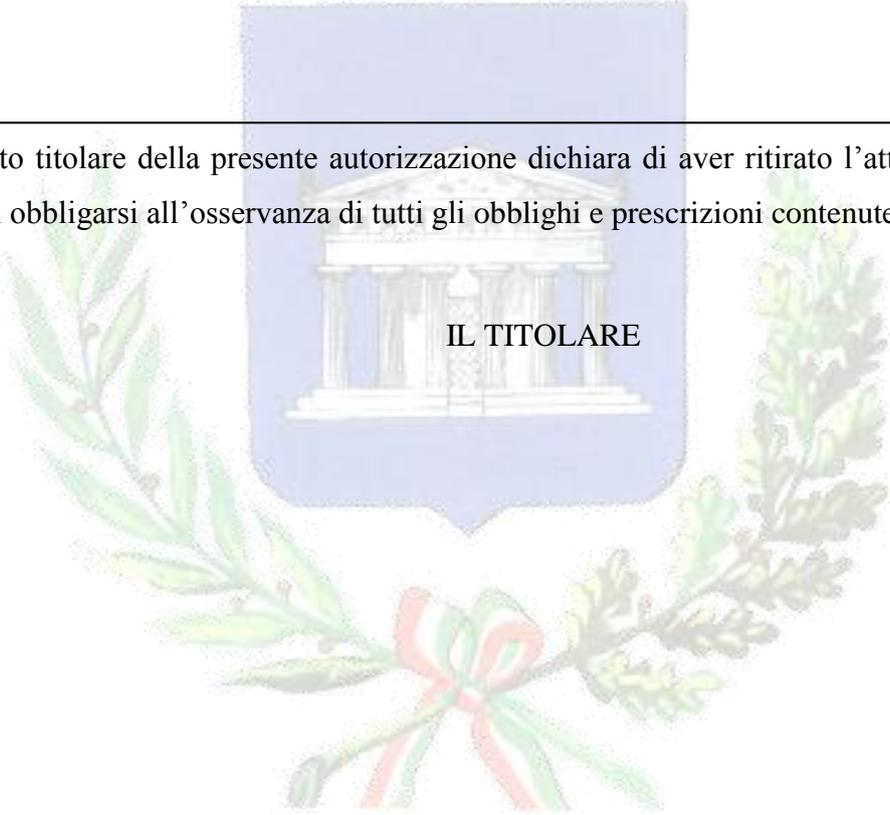 to titolare della presente autorizzazione dichiara di aver ritirato l’att
obbligarsi all’osservanza di tutti gli obblighi e prescrizioni contenute
IL TITOLARE